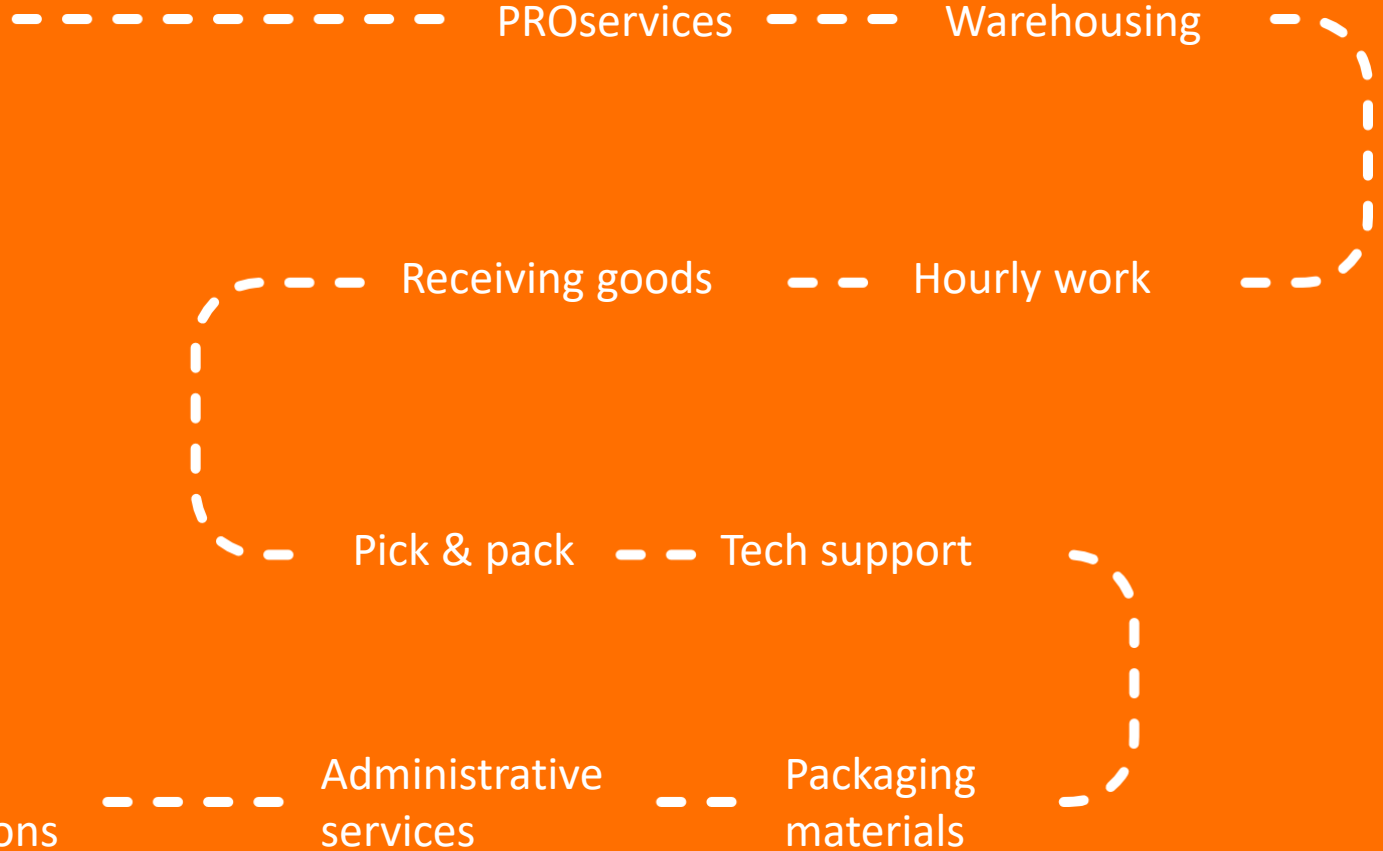 PROservices
Warehousing
Receiving goods
Hourly work
Pick & pack
Tech support
Administrative
services
Packaging
materials